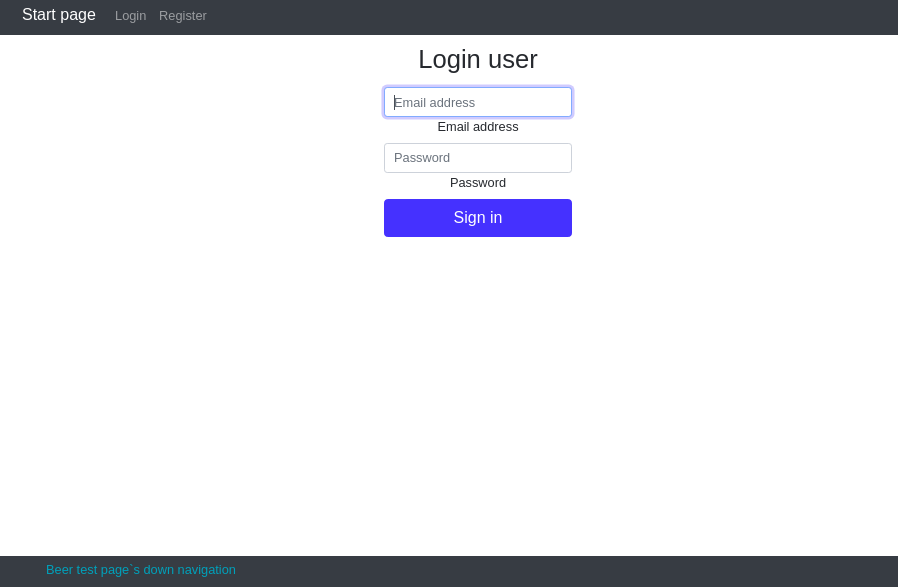 Start page Login Register
Login user
Email address
Email address
Password
Password
Sign in
Beer test page`s down navigation